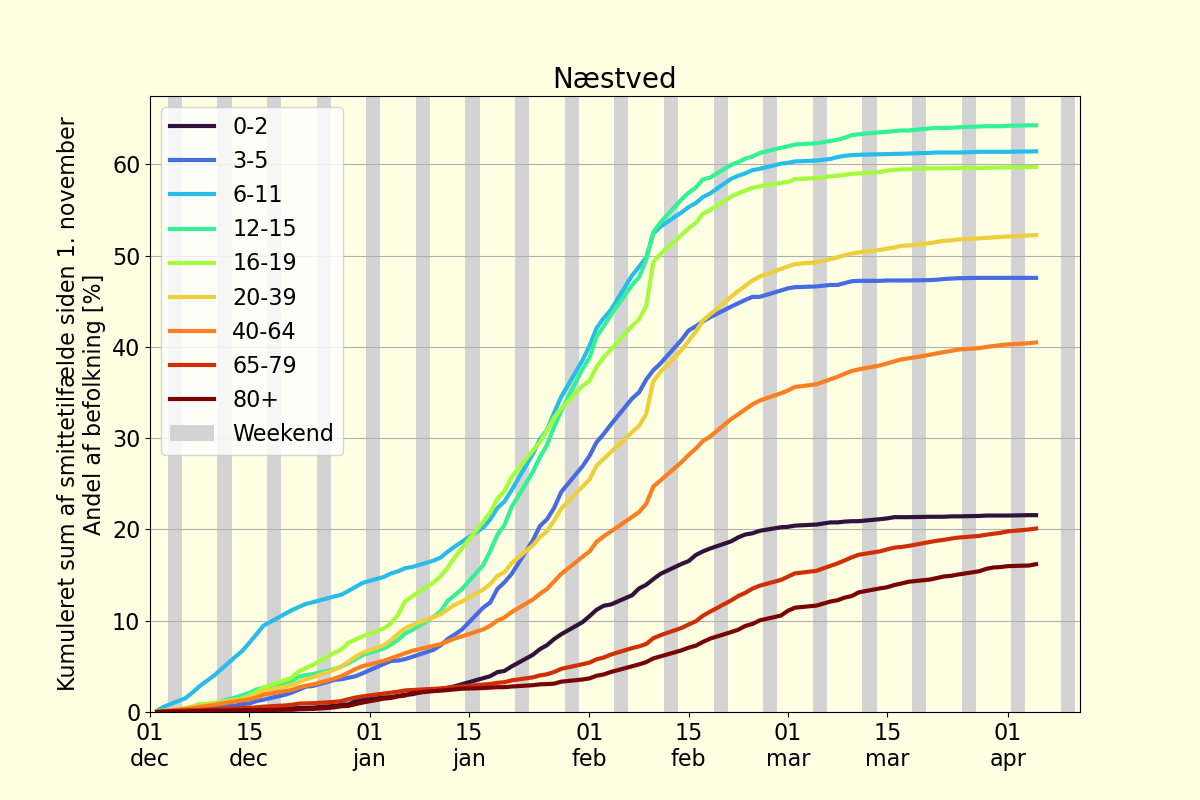 Næstved
Kumuleret sum af smittetilfælde siden 1. november
Andel af befolkning [%]
0-2
3-5
6-11
12-15
16-19
20-39
40-64
65-79
80+
Weekend
60
50
40
30
20
10
0
01 15 01 15 01 15 01 15 01
dec dec jan jan feb feb mar mar apr